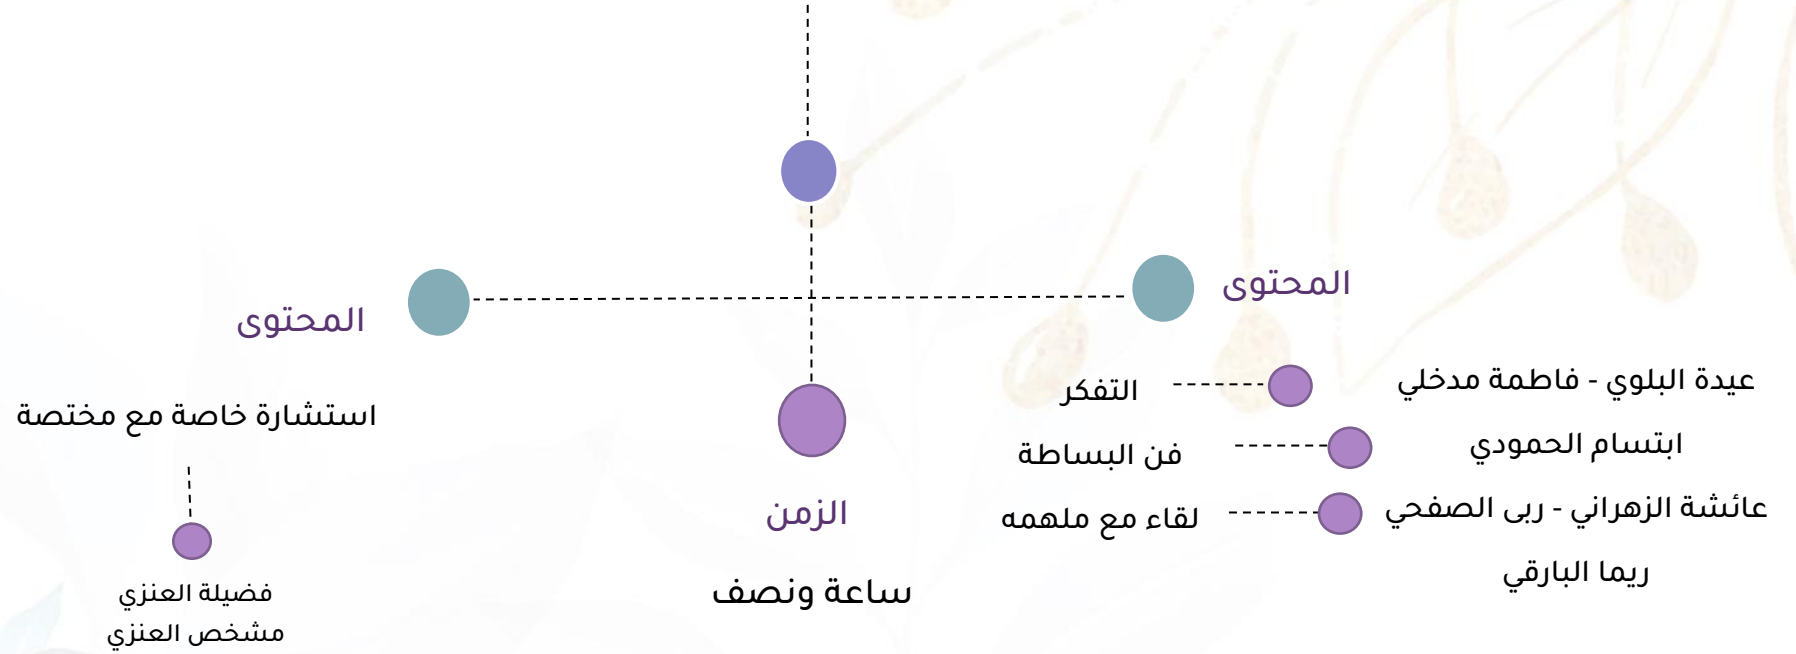 المحتوى
عيدة البلوي - فاطمة مدخلي
التفكر
ابتسام الحمودي
فن البساطة
عائشة الزهراني - ربى الصفحي
لقاء مع ملهمه
ريما البارقي
الزمن
ساعة ونصف
المحتوى
استشارة خاصة مع مختصة
فضيلة العنزي
مشخص العنزي